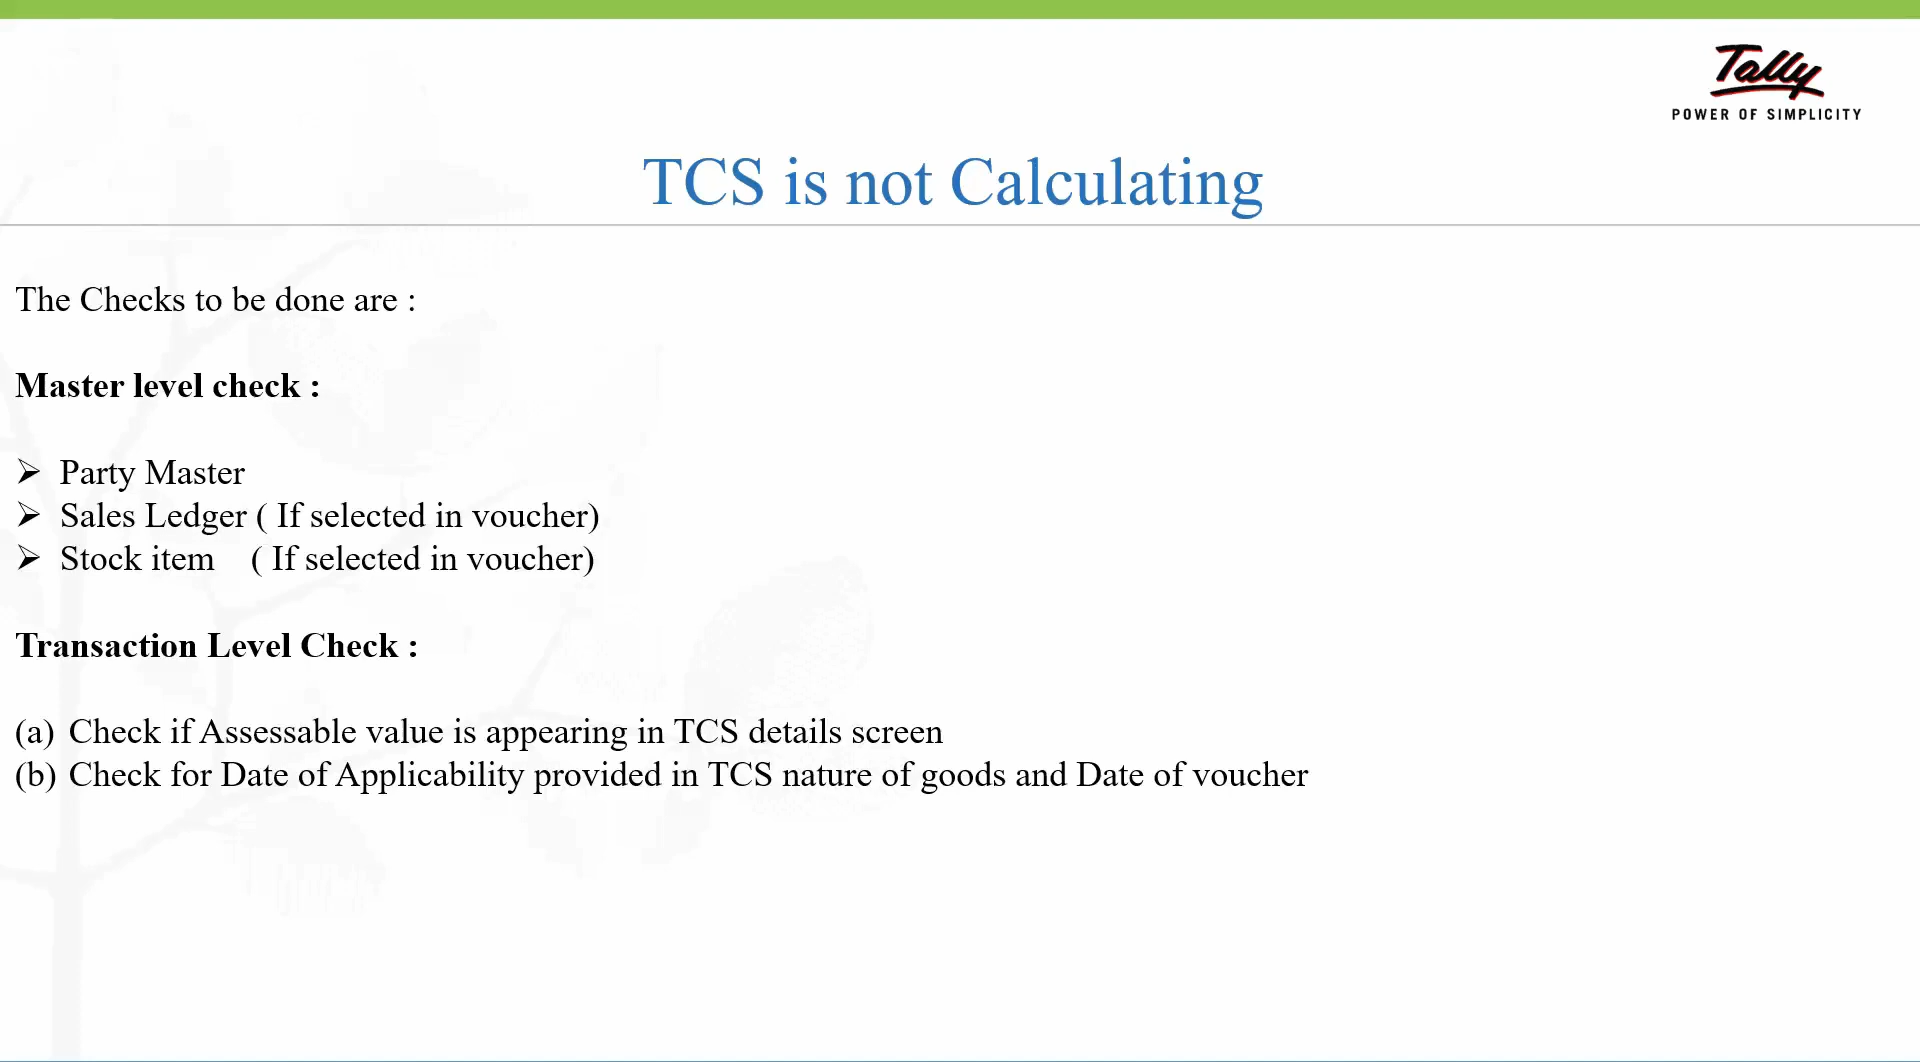 Tally
POWER OF SIMPLICITY
TCS is not Calculating
The Checks to be done are :
Master level check :
➢ Party Master
➢ Sales Ledger ( If selected in voucher)
➢ Stock item ( If selected in voucher)
Transaction Level Check :
(a) Check if Assessable value is appearing in TCS details screen
(b) Check for Date of Applicability provided in TCS nature of goods and Date of voucher